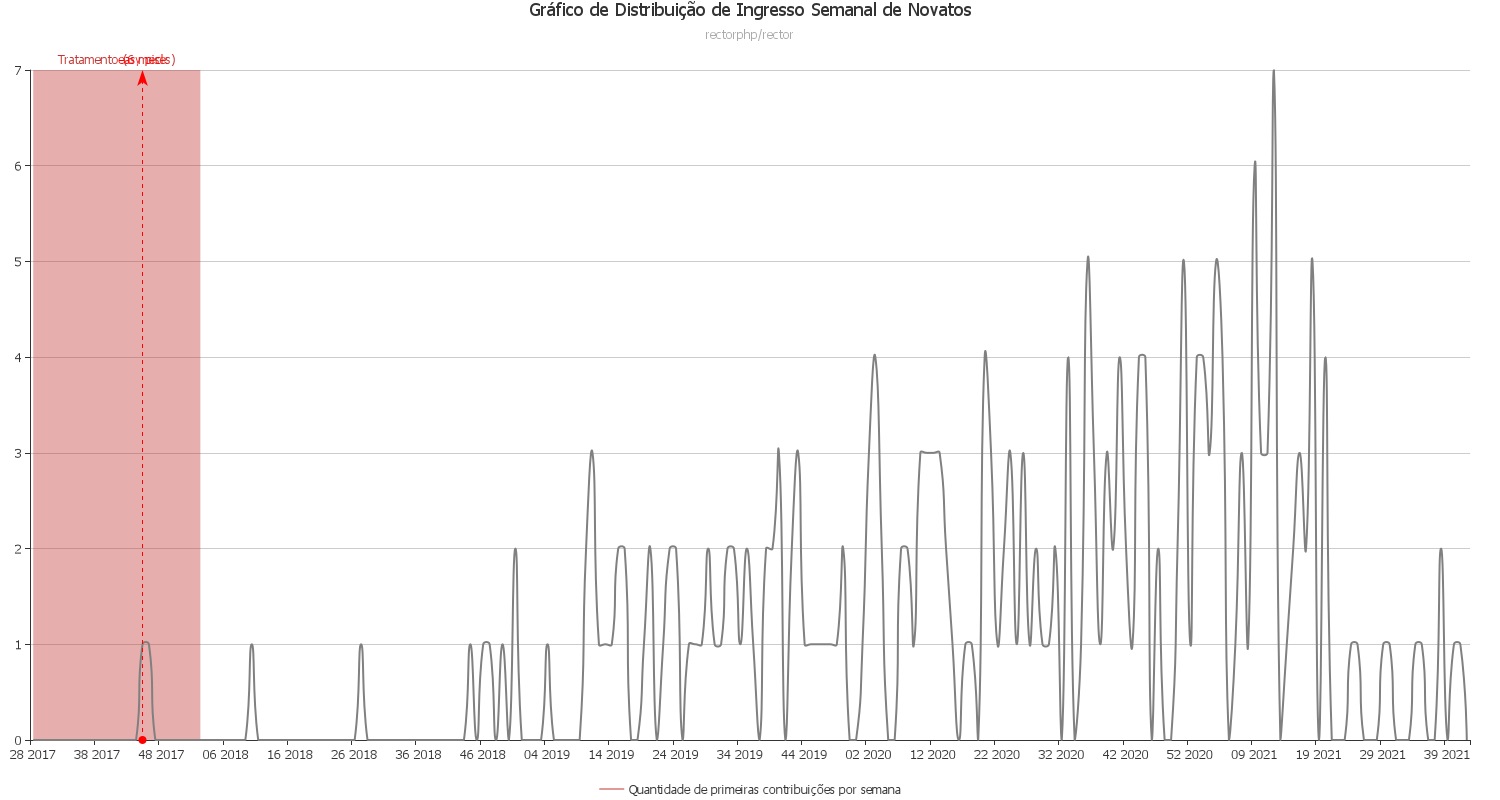 Gráfico de Distribuição de Ingresso Semanal de Novatos
rectorphp/rector
Tratamento
7
6
5
4
3
2
1
0
28 2017 38 2017 48 2017 06 2018 16 2018 26 2018 36 2018 46 2018 04 2019 14 2019 24 2019 34 2019 44 2019 02 2020 12 2020 22 2020 32 2020 42 2020 52 2020 09 2021 19 2021 29 2021 39 2021
Quantidade de primeiras contribuições por semana